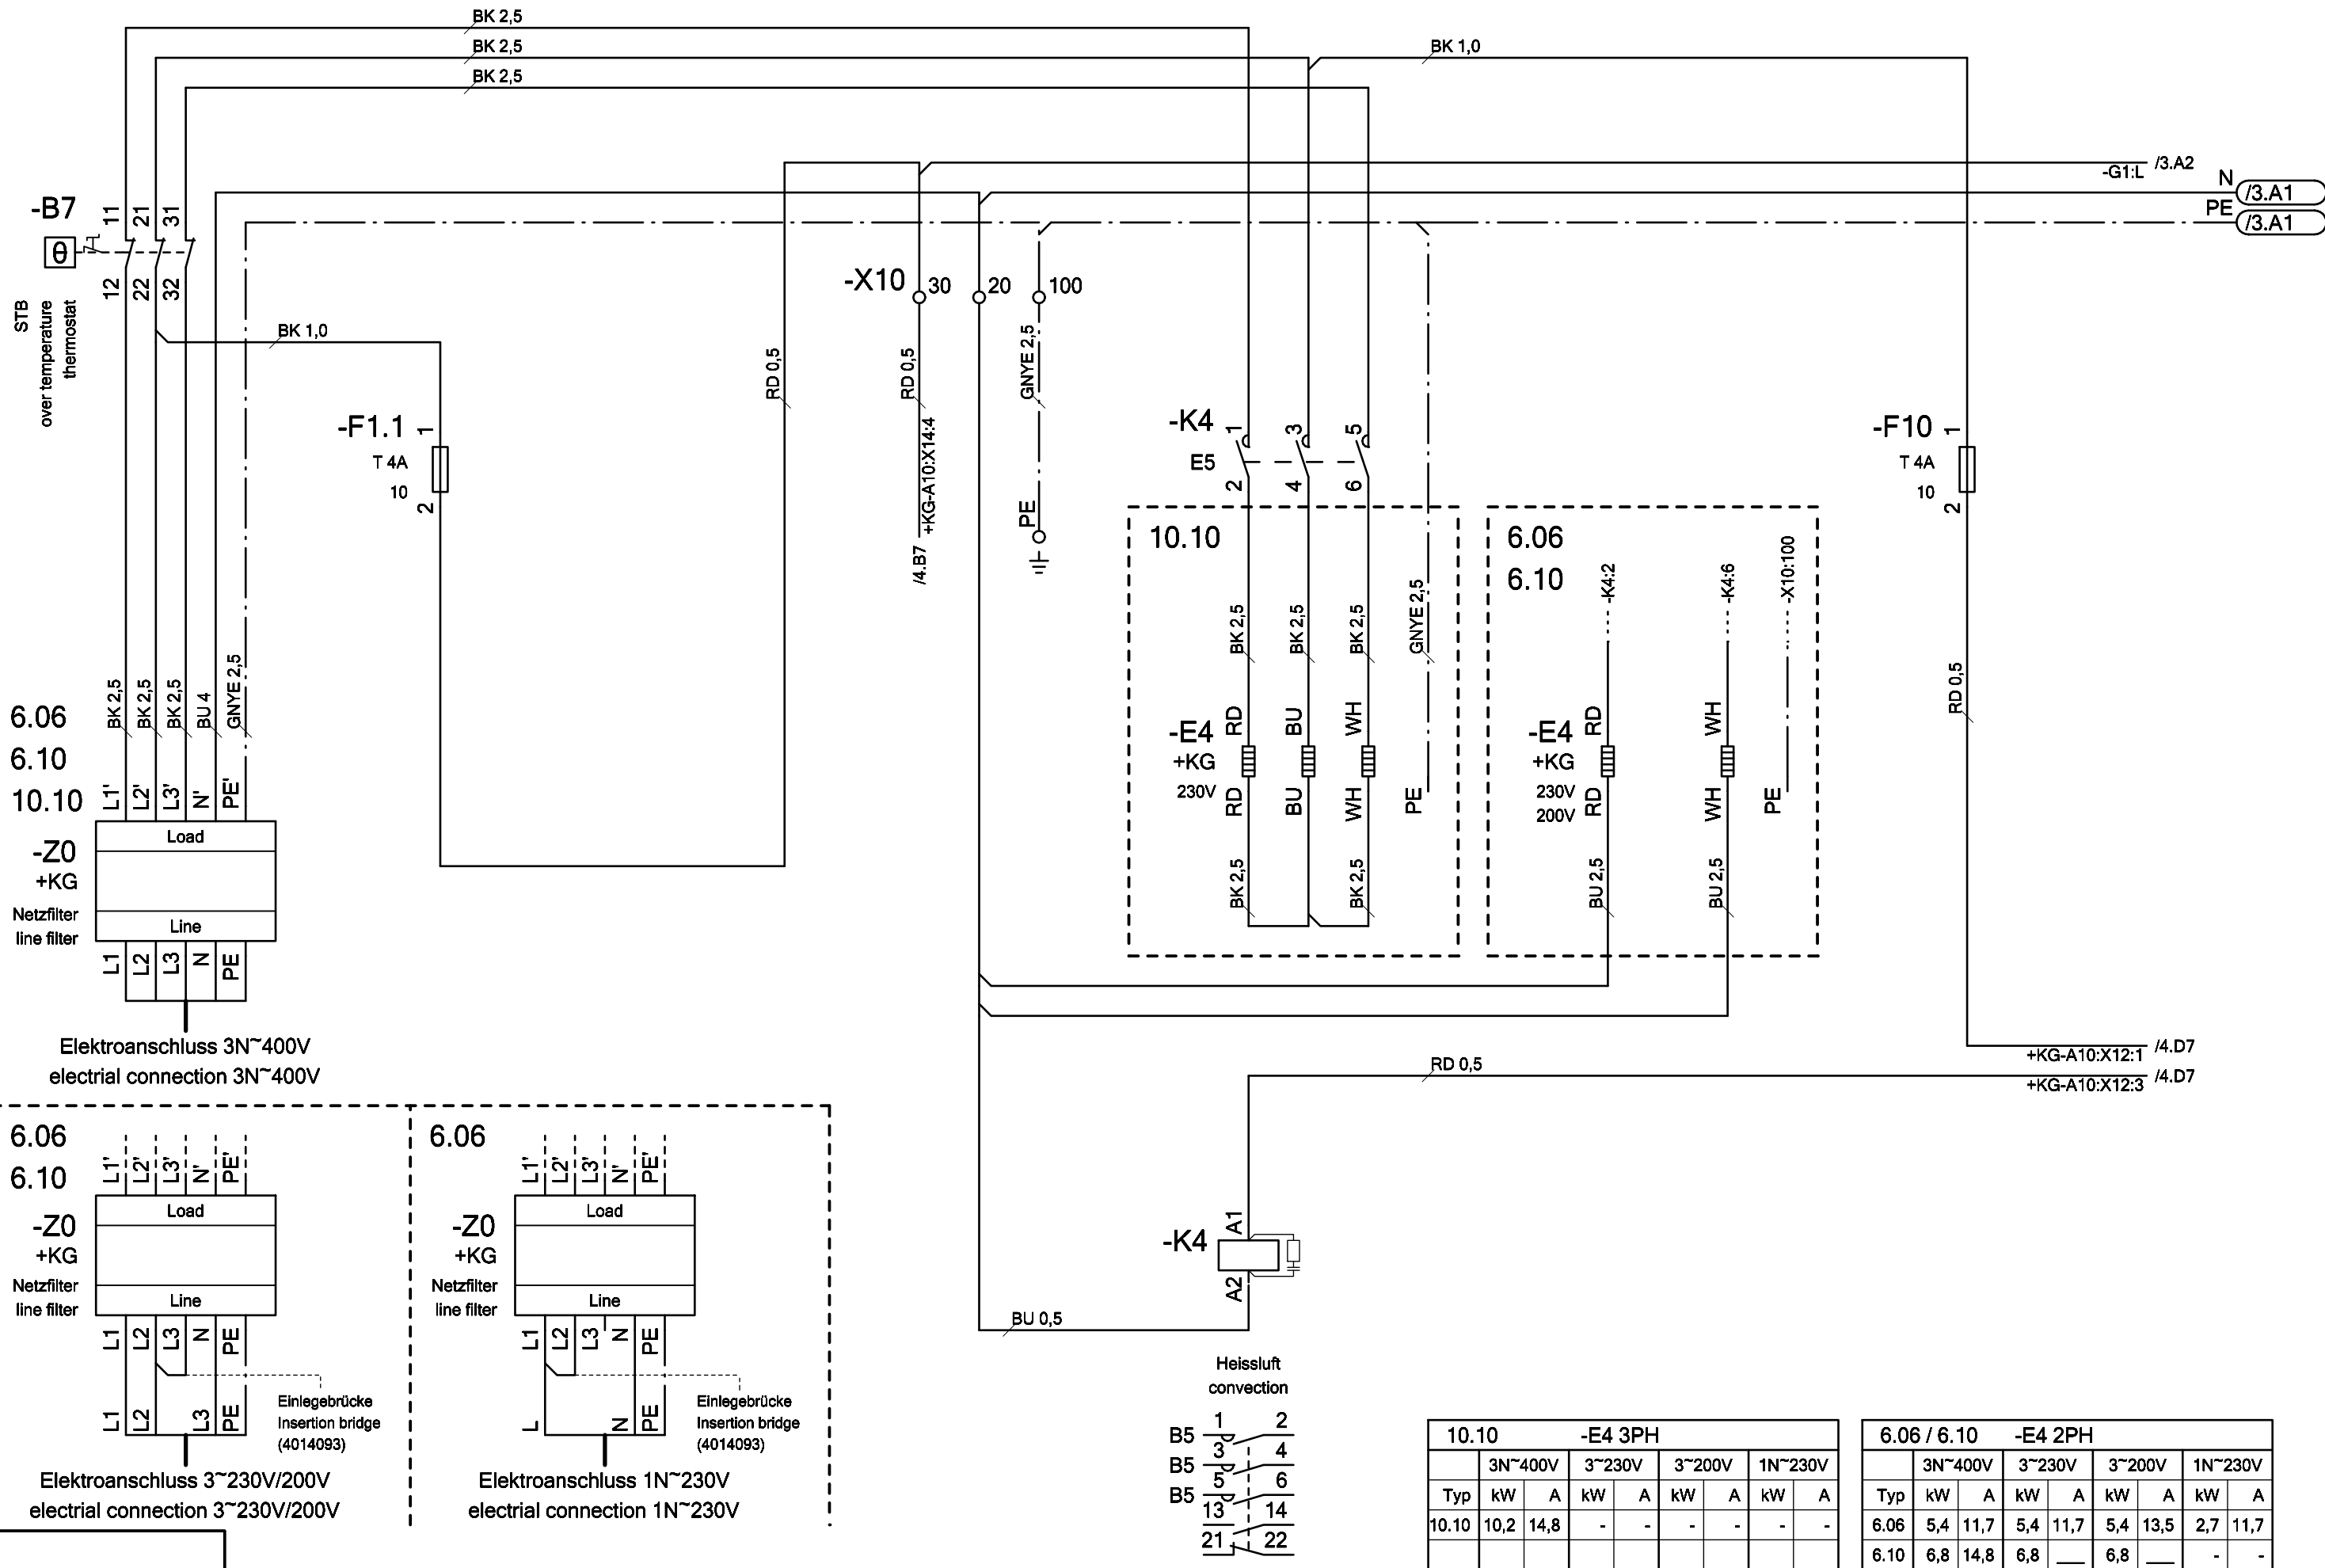 BK 2,5
BK 2,5
BK 2,5
BK 1,0
-G1:L /3.A2
N /3.A1
PE /3.A1
-B7
11 21 31
θ
12 22 32
STB
over temperature
thermostat
BK 1,0
-F1.1 1
T 4A
10
2
RD 0,5
-X10 30 20 100
RD 0,5
+KG-A10:X14:4
/4.B7
GNYE 2,5
PE
-K4 1 3 5
E5
2 4 6
-F10 1
T 4A
10
2
RD 0,5
10.10
BK 2,5 BK 2,5 BK 2,5 GNYE 2,5
-E4 RD BU WH
+KG
230V RD BU WH PE
BK 2,5 BK 2,5
6.06
6.10
-K4:2 -K4:6 -X10:100
-E4 RD WH
+KG
230V
200V RD WH PE
BU 2,5 BU 2,5
6.06
6.10
10.10
BK 2,5 BK 2,5 BK 2,5 BU 4 GNYE 2,5
L1' L2' L3' N' PE'
Load
-Z0
+KG
Netzfilter
line filter
Line
L1 L2 L3 N PE
Elektroanschluss 3N~400V
electrial connection 3N~400V
+KG-A10:X12:1 /4.D7
+KG-A10:X12:3 /4.D7
RD 0,5
-K4 A1
A2
BU 0,5
6.06
6.10
L1' L2' L3' N' PE'
Load
-Z0
+KG
Netzfilter
line filter
Line
L1 L2 L3 N PE
Einlegebrücke
Insertion bridge
(4014093)
L1 L2 L3 PE
Elektroanschluss 3~230V/200V
electrial connection 3~230V/200V
6.06
L1' L2' L3' N' PE'
Load
-Z0
+KG
Netzfilter
line filter
Line
L1 L2 L3 N PE
Einlegebrücke
Insertion bridge
(4014093)
L N PE
Elektroanschluss 1N~230V
electrial connection 1N~230V
Heissluft
convection
B5 1 2
B5 3 4
B5 5 6
13 14
21 22
10.10 -E4 3PH
3N~400V 3~230V 3~200V 1N~230V
Typ kW A kW A kW A kW A
10.10 10,2 14,8 - - - - - -
6.06 / 6.10 -E4 2PH
3N~400V 3~230V 3~200V 1N~230V
Typ kW A kW A kW A kW A
6.06 5,4 11,7 5,4 11,7 5,4 13,5 2,7 11,7
6.10 6,8 14,8 6,8 __ 6,8 __ - -